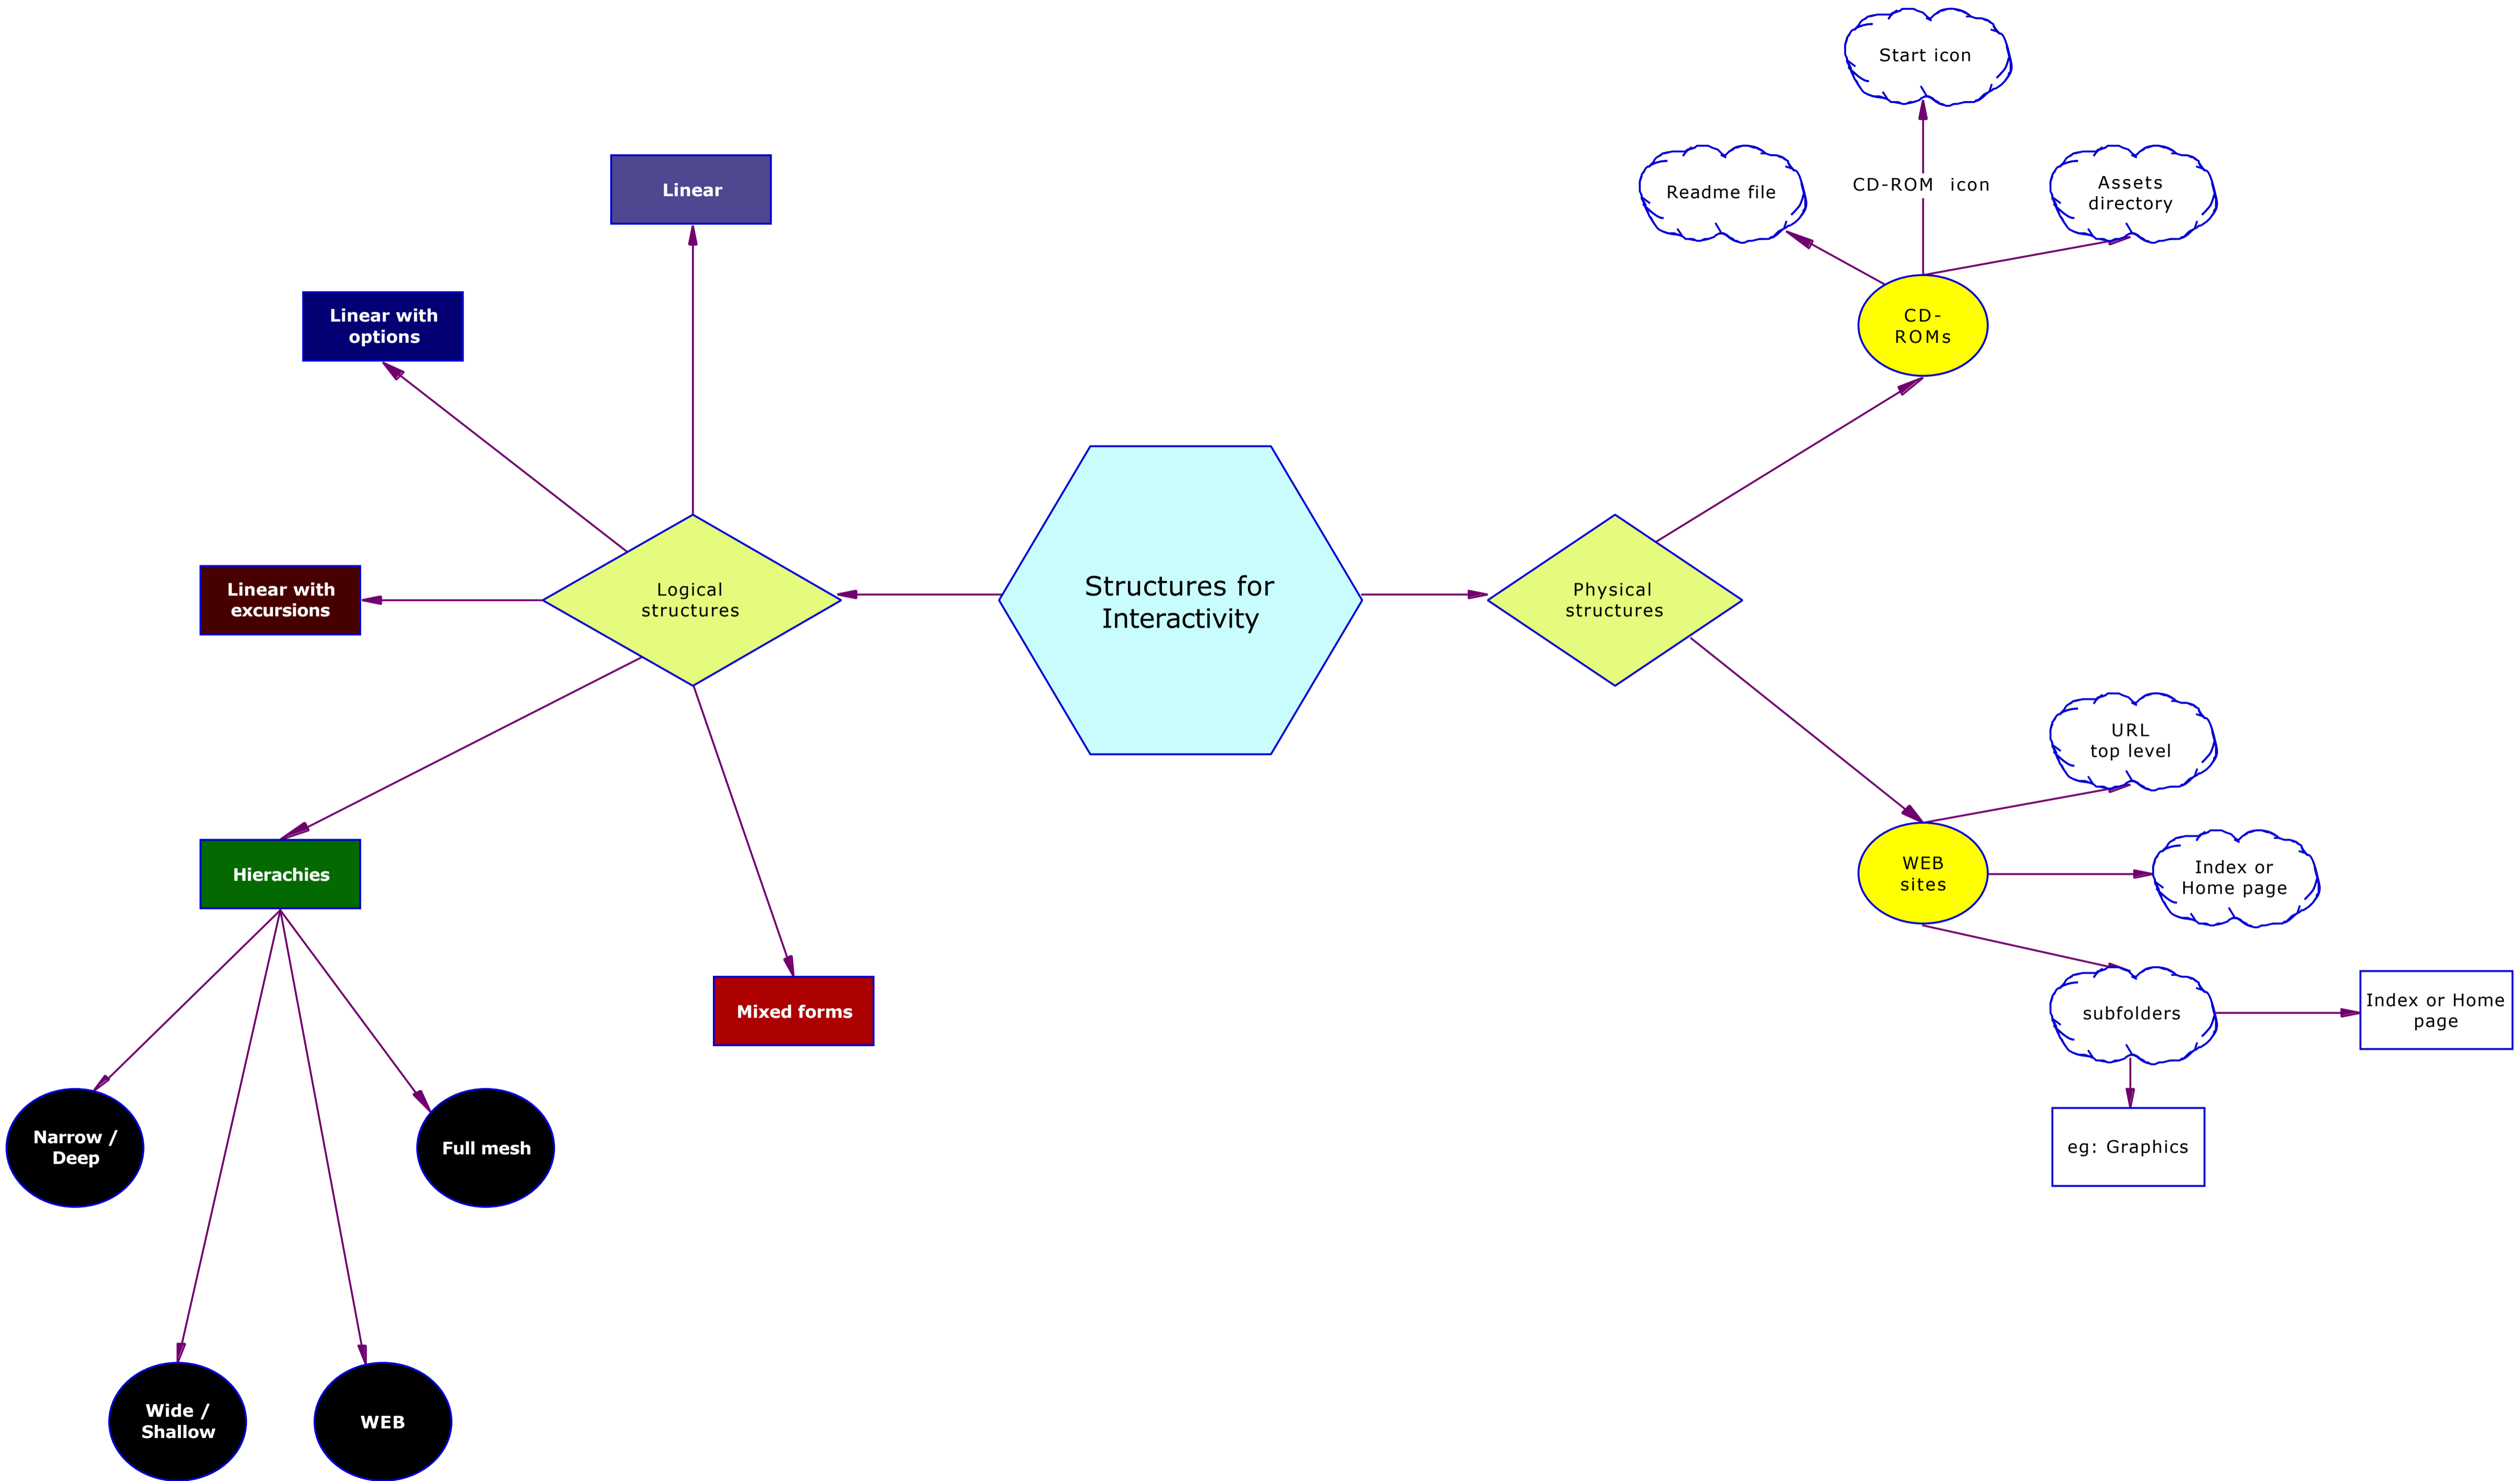 Start icon
Readme file
CD-ROM  icon
Assets
directory
Linear
Linear with
options
CD-
ROMs
Linear with
excursions
Logical
structures
Structures for
Interactivity
Physical
structures
URL
top level
Hierachies
WEB
sites
Index or
Home page
Mixed forms
subfolders
Index or Home
page
Narrow /
Deep
Full mesh
eg: Graphics
Wide /
Shallow
WEB